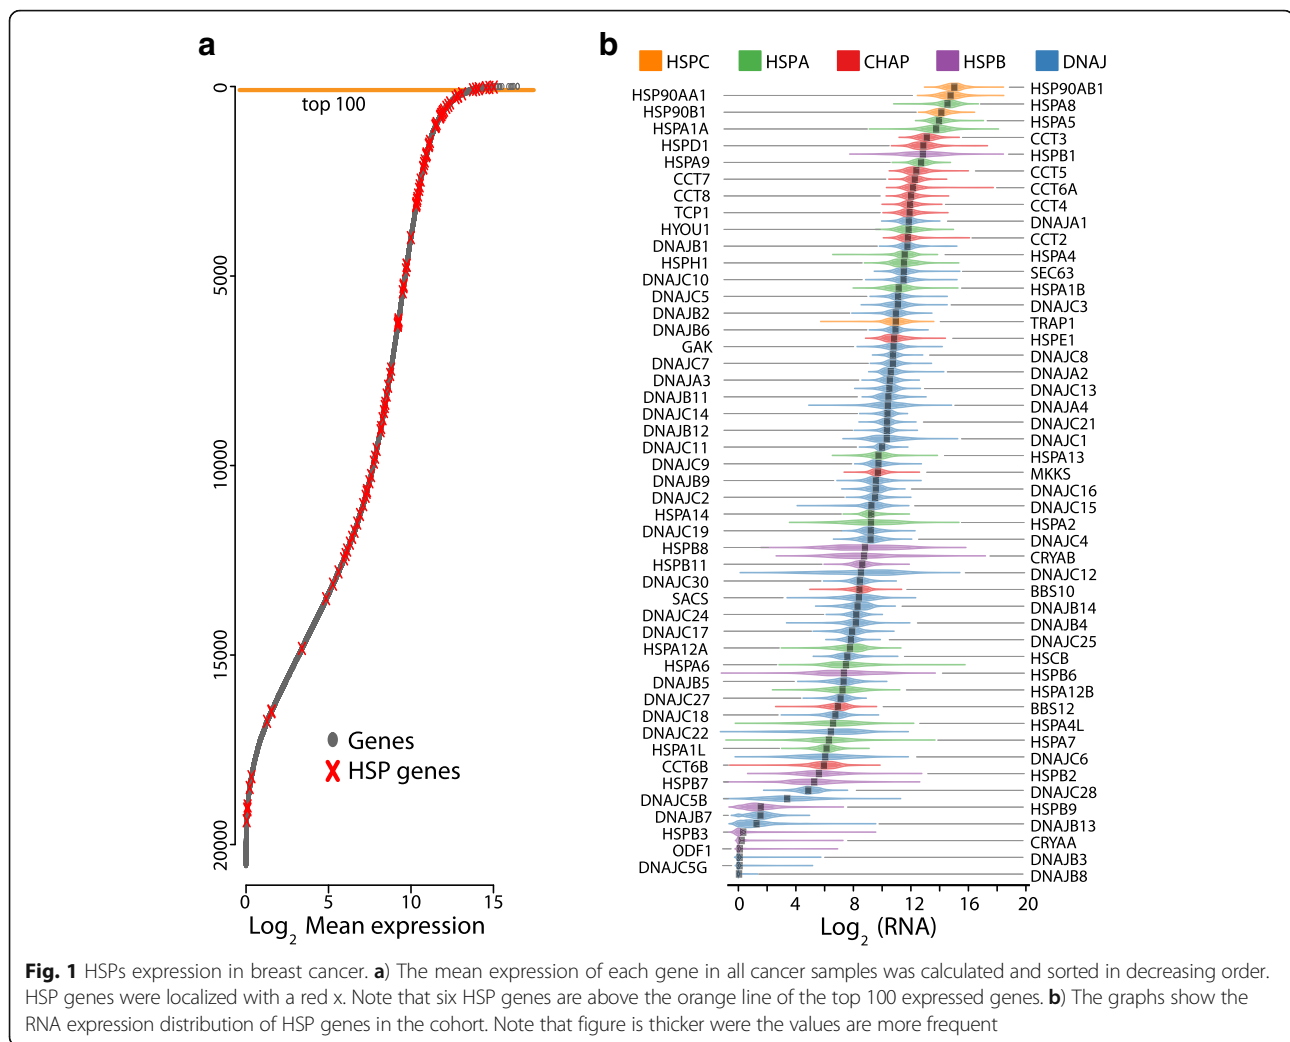 a
0
5000
10000
15000
20000
top 100
Genes
HSP genes
0 5 10 15
Log2 Mean expression
b
HSPC HSPA CHAP HSPB DNAJ
HSP90AB1
HSP90AA1
HSPA8
HSP90B1
HSPA5
HSPA1A
CCT3
HSPD1
HSPB1
HSPA9
CCT5
CCT7
CCT6A
CCT8
CCT4
TCP1
DNAJA1
HYOU1
CCT2
DNAJB1
HSPA4
HSPH1
SEC63
DNAJC10
HSPA1B
DNAJC5
DNAJC3
DNAJB2
TRAP1
DNAJB6
HSPE1
GAK
DNAJC8
DNAJC7
DNAJA2
DNAJA3
DNAJC13
DNAJB11
DNAJA4
DNAJC14
DNAJC21
DNAJB12
DNAJC1
DNAJC11
HSPA13
DNAJC9
MKKS
DNAJB9
DNAJC16
DNAJC2
DNAJC15
HSPA14
HSPA2
DNAJC19
DNAJC4
HSPB8
CRYAB
HSPB11
DNAJC12
DNAJC30
BBS10
SACS
DNAJB14
DNAJC24
DNAJB4
DNAJC17
DNAJC25
HSPA12A
HSCB
HSPA6
HSPB6
DNAJB5
HSPA12B
DNAJC27
BBS12
DNAJC18
HSPA4L
DNAJC22
HSPA7
HSPA1L
DNAJC6
CCT6B
HSPB2
HSPB7
DNAJC28
DNAJC5B
HSPB9
DNAJB7
DNAJB13
HSPB3
CRYAA
ODF1
DNAJB3
DNAJC5G
DNAJB8
0 4 8 12 16 20
Log2 (RNA)
Fig. 1 HSPs expression in breast cancer. a) The mean expression of each gene in all cancer samples was calculated and sorted in decreasing order.
HSP genes were localized with a red x. Note that six HSP genes are above the orange line of the top 100 expressed genes. b) The graphs show the
RNA expression distribution of HSP genes in the cohort. Note that figure is thicker were the values are more frequent